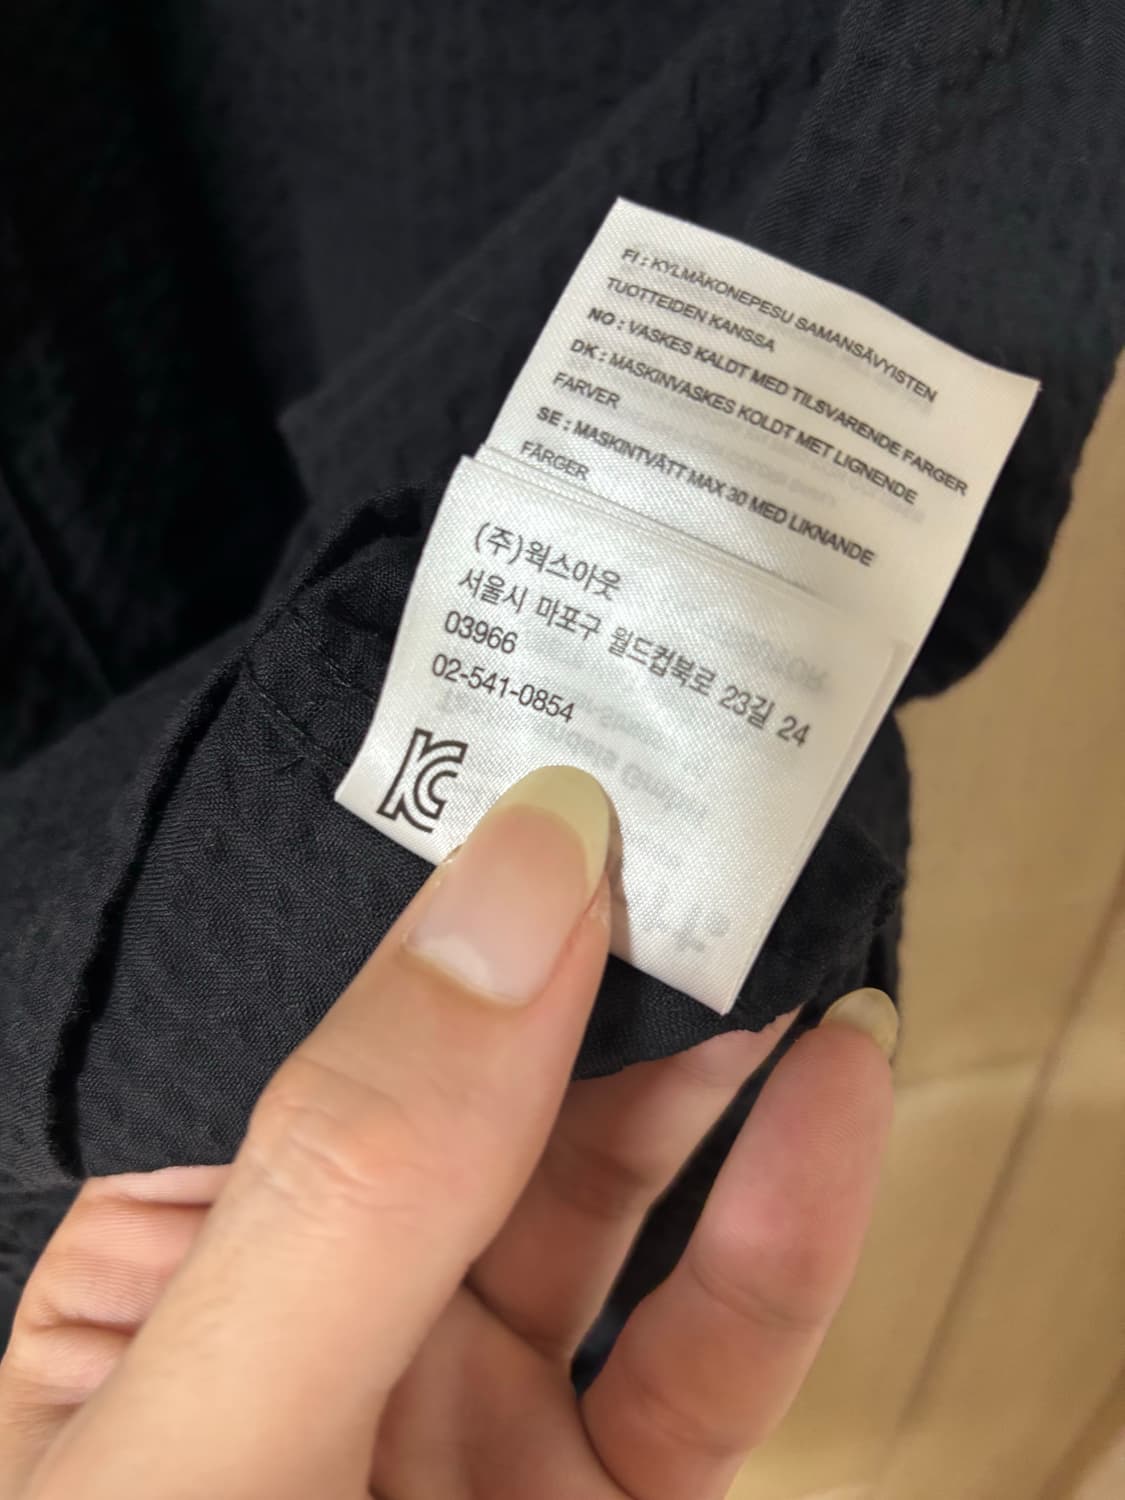 FI : KYLMÄKONEPESU SAMANSÄVYISTEN
TUOTTEIDEN KANSSA
NO : VASKES KALDT MED TILSVARENDE FARGER
DK : MASKINVASKES KOLDT MET LIGNENDE
FARVER
SE : MASKINTVÄTT MAX 30 MED LIKNANDE
FÄRGER
(주)웍스아웃
서울시 마포구 월드컵북로 23길 24
03966
02-541-0854
KC